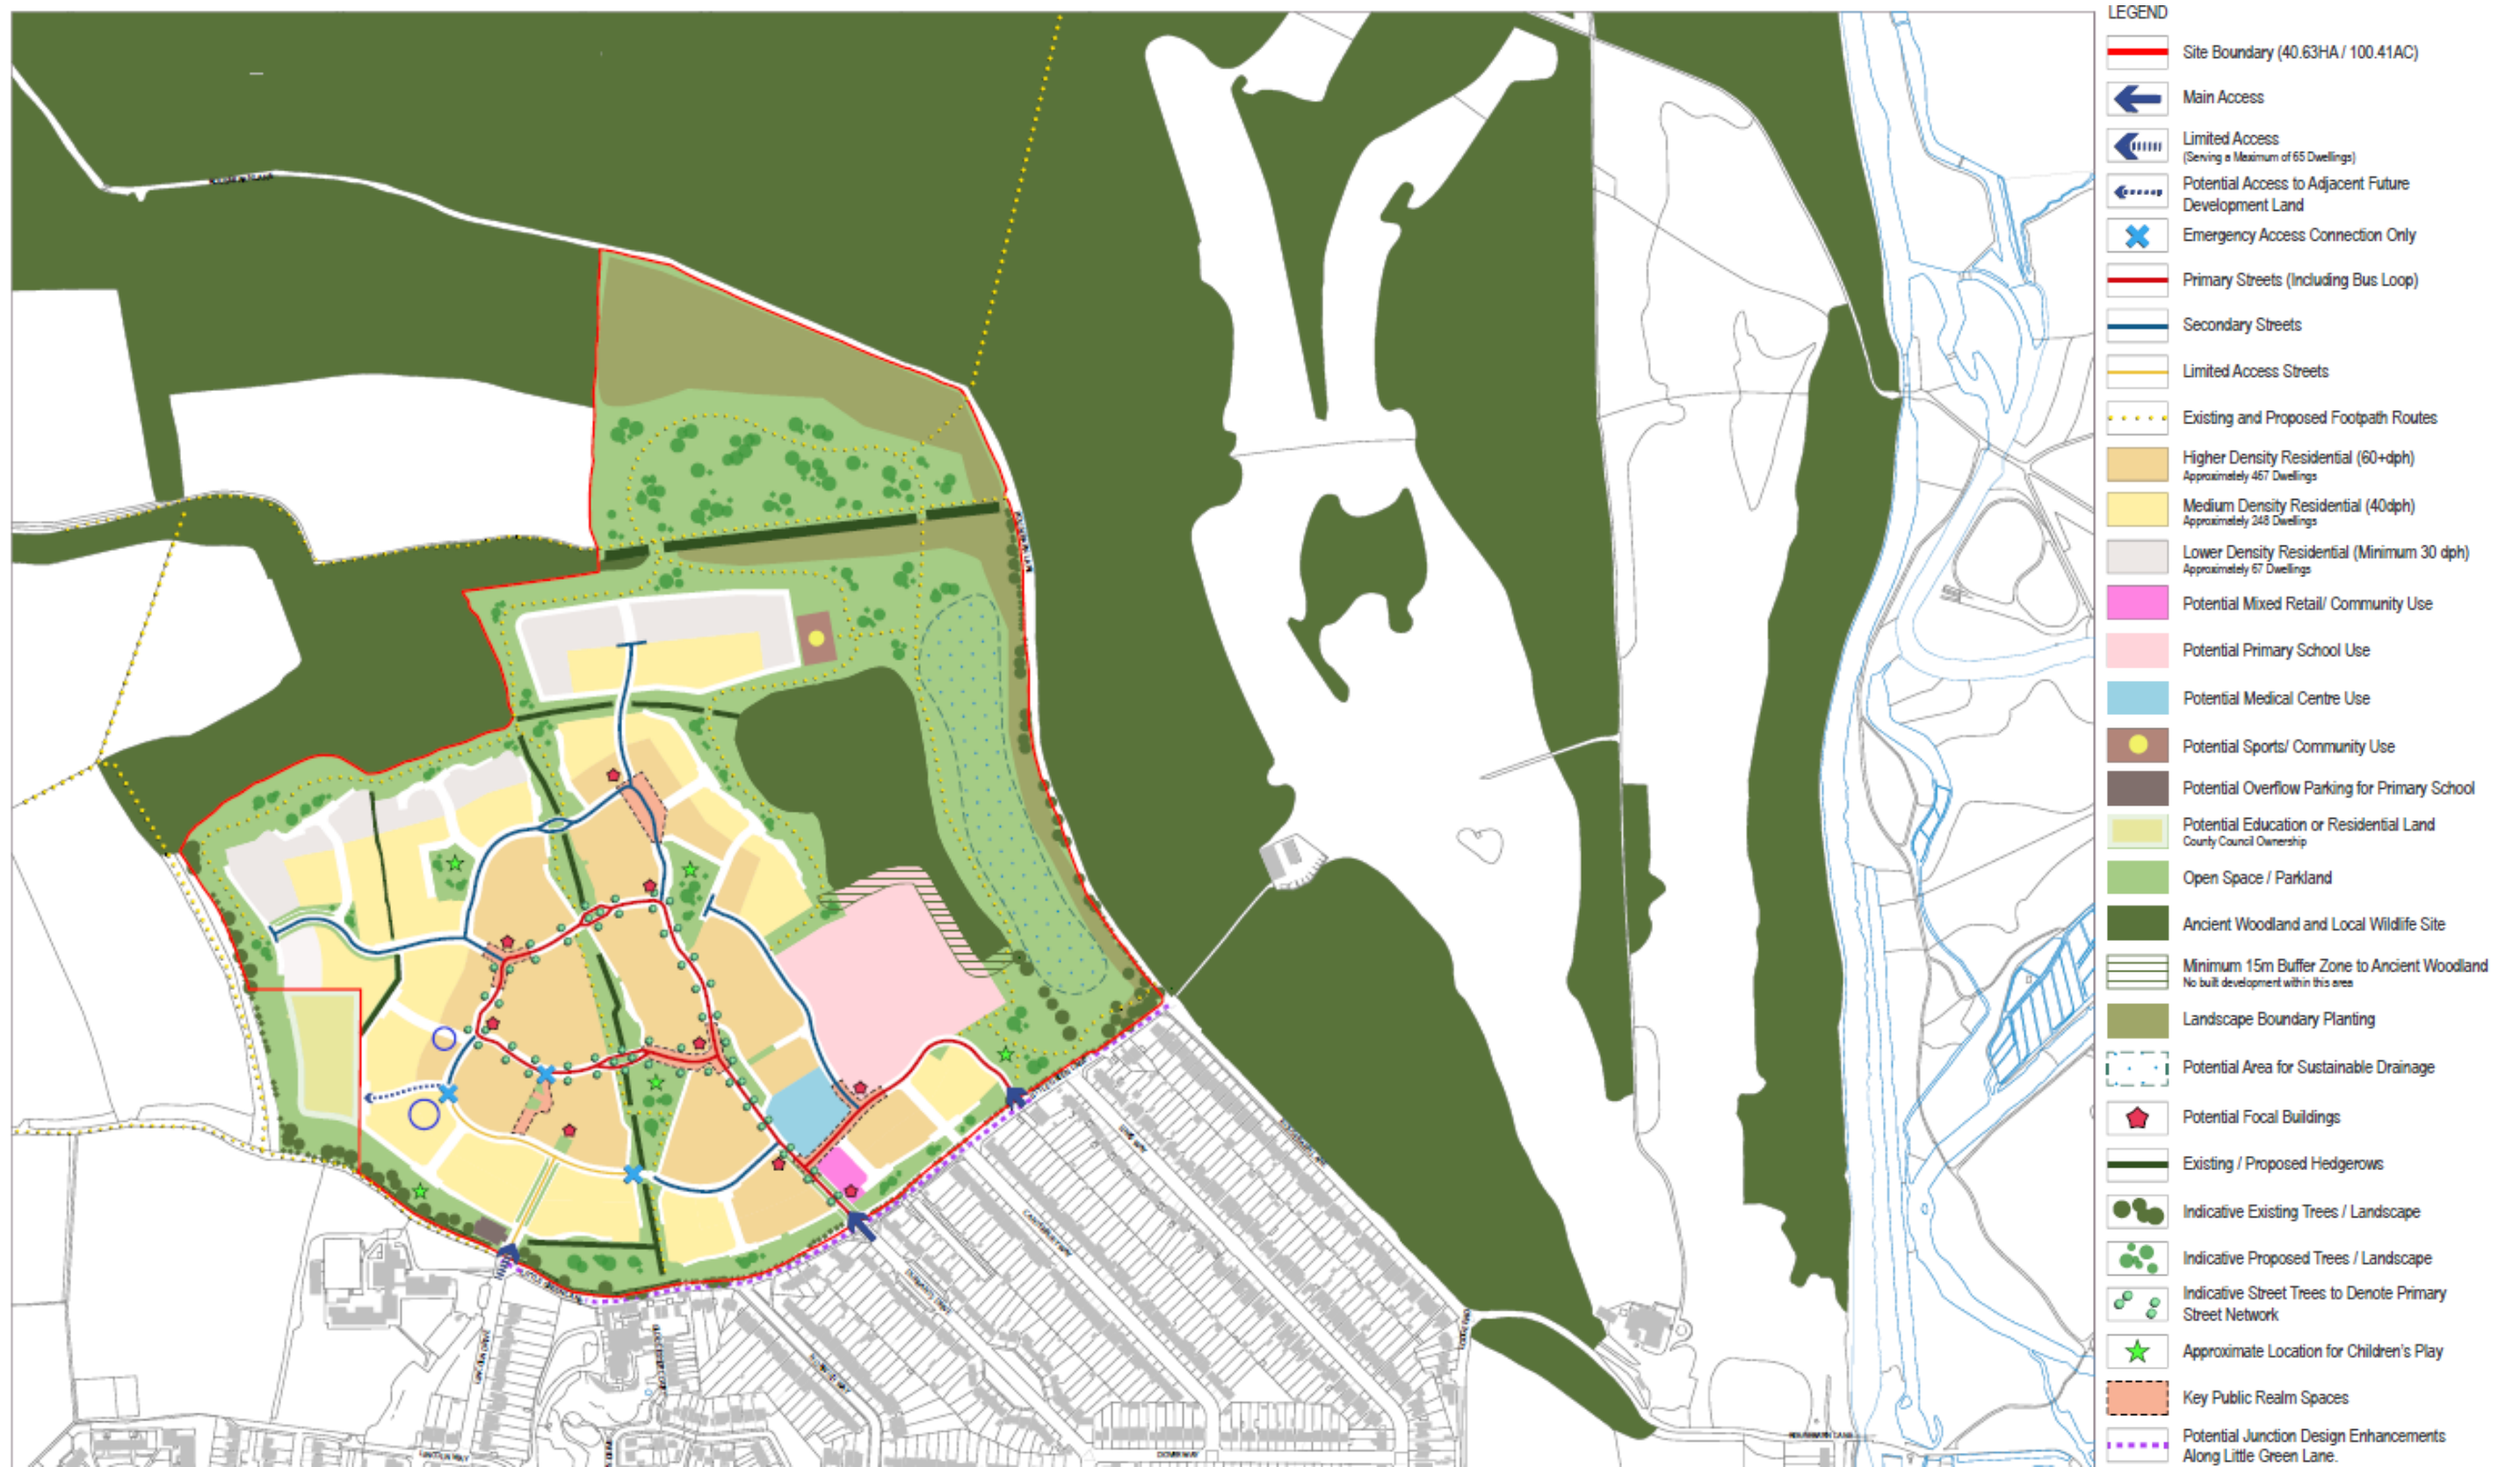 LEGEND
Site Boundary (40.63HA / 100.41AC)
Main Access
Limited Access
(Serving a Maximum of 65 Dwellings)
Potential Access to Adjacent Future
Development Land
Emergency Access Connection Only
Primary Streets (Including Bus Loop)
Secondary Streets
Limited Access Streets
Existing and Proposed Footpath Routes
Higher Density Residential (60+dph)
Approximately 467 Dwellings
Medium Density Residential (40dph)
Approximately 248 Dwellings
Lower Density Residential (Minimum 30 dph)
Approximately 67 Dwellings
Potential Mixed Retail/ Community Use
Potential Primary School Use
Potential Medical Centre Use
Potential Sports/ Community Use
Potential Overflow Parking for Primary School
Potential Education or Residential Land
County Council Ownership
Open Space / Parkland
Ancient Woodland and Local Wildlife Site
Minimum 15m Buffer Zone to Ancient Woodland
No built development within this area
Landscape Boundary Planting
Potential Area for Sustainable Drainage
Potential Focal Buildings
Existing / Proposed Hedgerows
Indicative Existing Trees / Landscape
Indicative Proposed Trees / Landscape
Indicative Street Trees to Denote Primary
Street Network
Approximate Location for Children's Play
Key Public Realm Spaces
Potential Junction Design Enhancements
Along Little Green Lane.
LINCOLN WAY
DOVER WAY